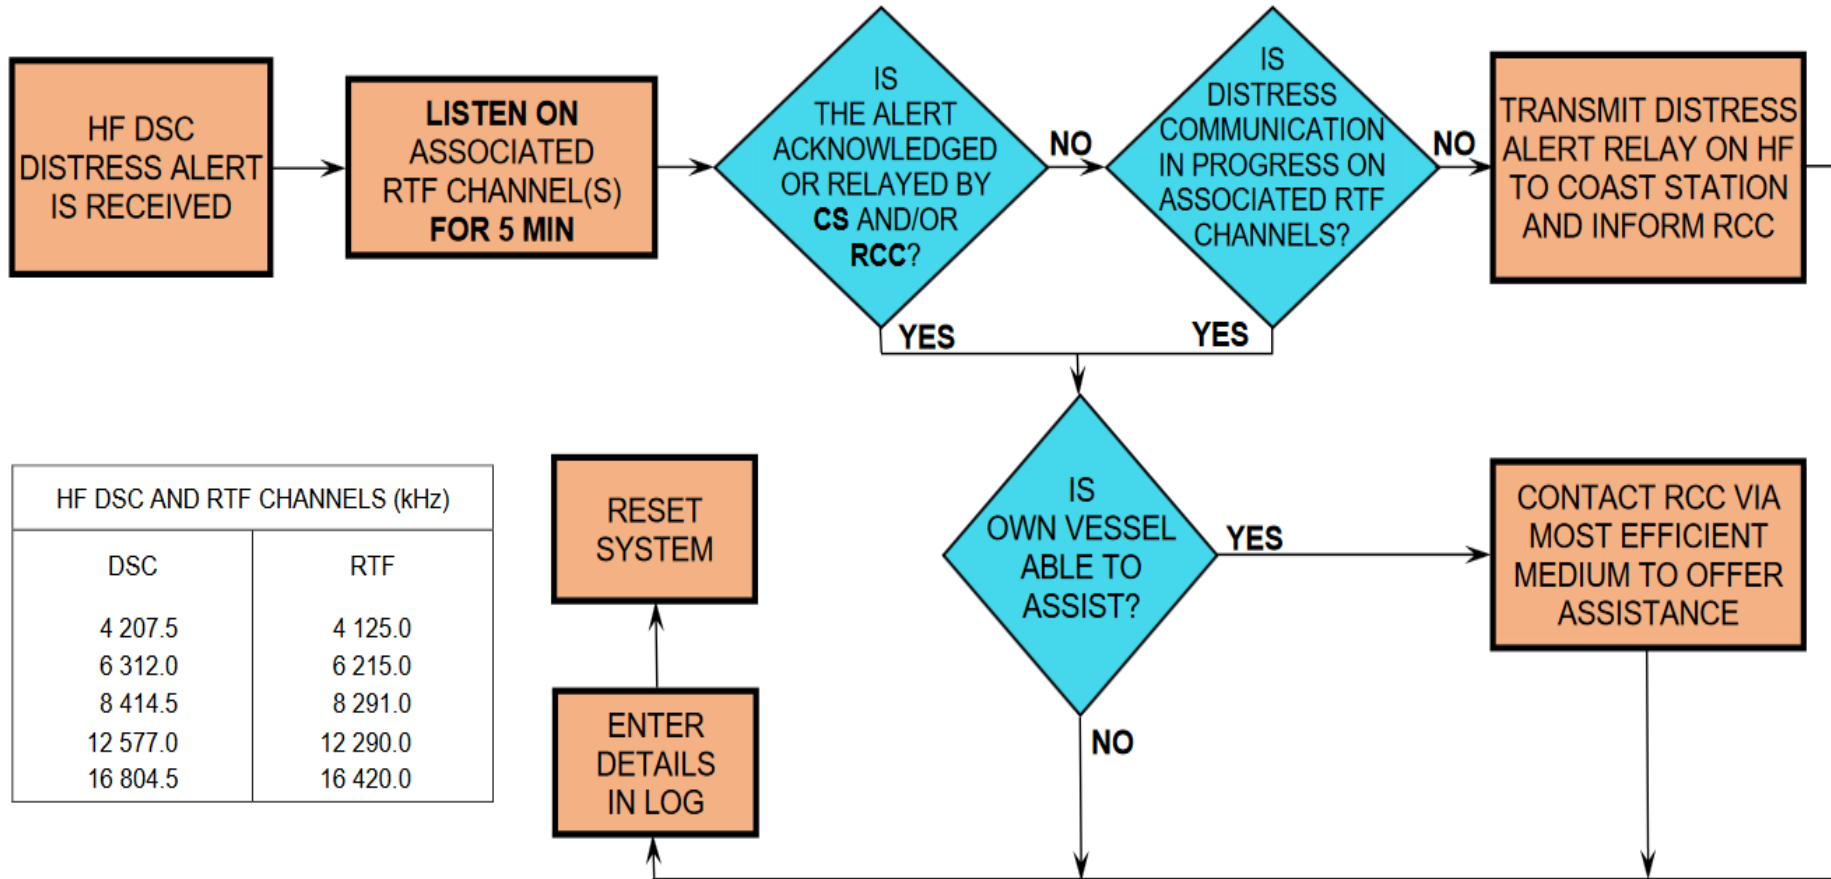 HF DSC
DISTRESS ALERT
IS RECEIVED
LISTEN ON
ASSOCIATED
RTF CHANNEL(S)
FOR 5 MIN
IS
THE ALERT
ACKNOWLEDGED
OR RELAYED BY
CS AND/OR
RCC?
NO
YES
IS
DISTRESS
COMMUNICATION
IN PROGRESS ON
ASSOCIATED RTF
CHANNELS?
NO
YES
TRANSMIT DISTRESS
ALERT RELAY ON HF
TO COAST STATION
AND INFORM RCC
IS
OWN VESSEL
ABLE TO
ASSIST?
YES
NO
CONTACT RCC VIA
MOST EFFICIENT
MEDIUM TO OFFER
ASSISTANCE
RESET
SYSTEM
ENTER
DETAILS
IN LOG
HF DSC AND RTF CHANNELS (kHz)
DSC RTF
4 207.5 4 125.0
6 312.0 6 215.0
8 414.5 8 291.0
12 577.0 12 290.0
16 804.5 16 420.0